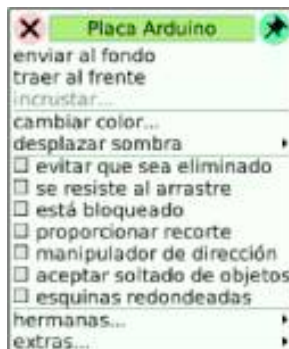 Placa Arduino
enviar al fondo
traer al frente
incrustar...
cambiar color...
desplazar sombra
evitar que sea eliminado
se resiste al arrastre
está bloqueado
proporcionar recorte
manipulador de dirección
aceptar soltado de objetos
esquinas redondeadas
hermanas...
extras...